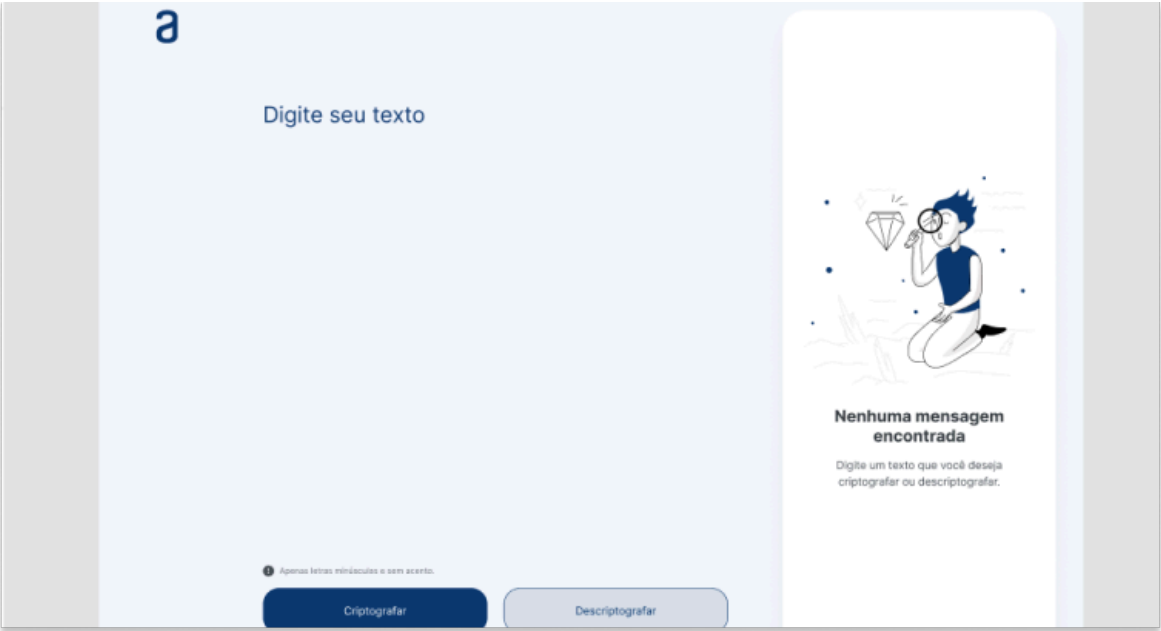 a
Digite seu texto
Nenhuma mensagem
encontrada
Digite um texto que você deseja
criptografar ou descriptografar.
Apenas letras minúsculas e sem acento.
Criptografar
Descriptografar